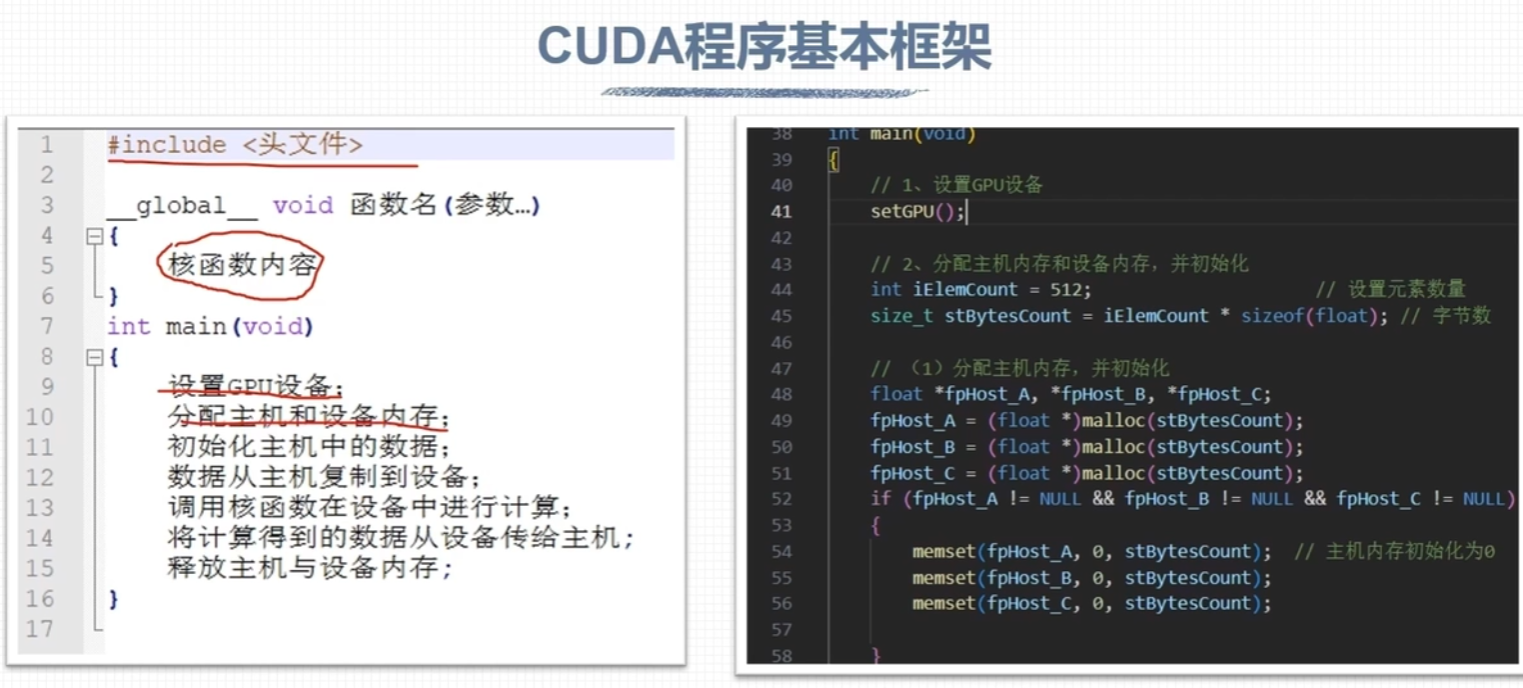 CUDA程序基本框架
1 #include <头文件>
2
3 __global__ void 函数名(参数…)
4 {
5 核函数内容
6 }
7 int main(void)
8 {
9 设置GPU设备;
10 分配主机和设备内存;
11 初始化主机中的数据;
12 数据从主机复制到设备;
13 调用核函数在设备中进行计算;
14 将计算得到的数据从设备传给主机;
15 释放主机与设备内存;
16 }
17
38 int main(void)
39 {
40 // 1、设置GPU设备
41 setGPU();
42
43 // 2、分配主机内存和设备内存，并初始化
44 int iElemCount = 512; // 设置元素数量
45 size_t stBytesCount = iElemCount * sizeof(float); // 字节数
46
47 // （1）分配主机内存，并初始化
48 float *fpHost_A, *fpHost_B, *fpHost_C;
49 fpHost_A = (float *)malloc(stBytesCount);
50 fpHost_B = (float *)malloc(stBytesCount);
51 fpHost_C = (float *)malloc(stBytesCount);
52 if (fpHost_A != NULL && fpHost_B != NULL && fpHost_C != NULL)
53 {
54 memset(fpHost_A, 0, stBytesCount); // 主机内存初始化为0
55 memset(fpHost_B, 0, stBytesCount);
56 memset(fpHost_C, 0, stBytesCount);
57
58 }